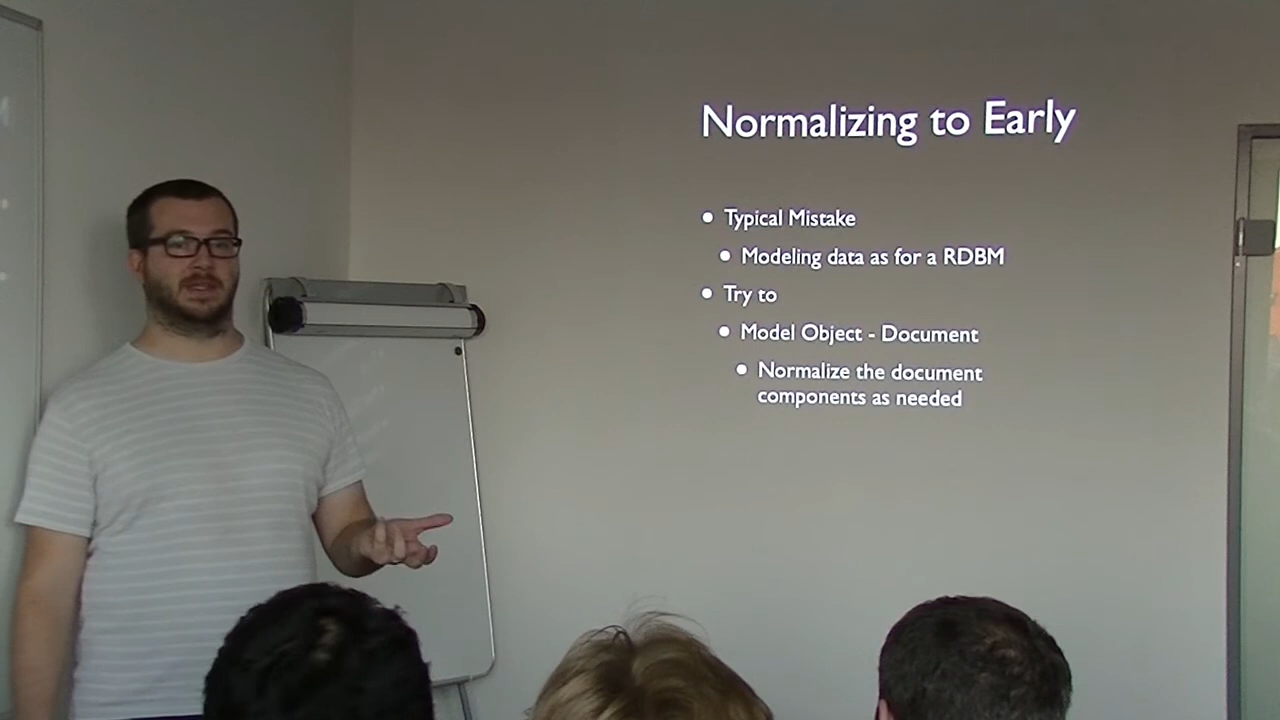 Normalizing to Early
• Typical Mistake
• Modeling data as for a RDBM
• Try to
• Model Object - Document
• Normalize the document
components as needed